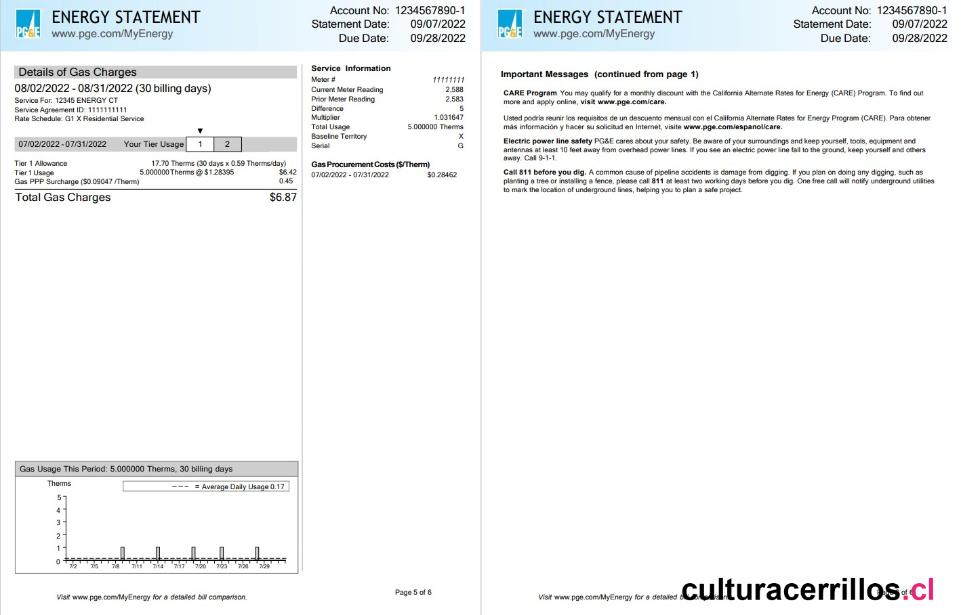 PG&E
ENERGY STATEMENT
www.pge.com/MyEnergy
Account No: 1234567890-1
Statement Date: 09/07/2022
Due Date: 09/28/2022
Details of Gas Charges
08/02/2022 - 08/31/2022 (30 billing days)
Service For: 12345 ENERGY CT
Service Agreement ID: 1111111111
Rate Schedule: G1 X Residential Service
07/02/2022 - 07/31/2022 Your Tier Usage 1 2
Tier 1 Allowance 17.70 Therms (30 days x 0.59 Therms/day)
Tier 1 Usage 5.000000 Therms @ $1.28395 $6.42
Gas PPP Surcharge ($0.09047 /Therm) 0.45
Total Gas Charges $6.87
Service Information
Meter # 11111111
Current Meter Reading 2,588
Prior Meter Reading 2,583
Difference 5
Multiplier 1.031647
Total Usage 5.000000 Therms
Baseline Territory X
Serial G
Gas Procurement Costs ($/Therm)
07/02/2022 - 07/31/2022 $0.28462
Gas Usage This Period: 5.000000 Therms, 30 billing days
Therms
--- = Average Daily Usage 0.17
5
4
3
2
1
0
7/2 7/5 7/8 7/11 7/14 7/17 7/20 7/23 7/26 7/29
Visit www.pge.com/MyEnergy for a detailed bill comparison.
Page 5 of 6
PG&E
ENERGY STATEMENT
www.pge.com/MyEnergy
Account No: 1234567890-1
Statement Date: 09/07/2022
Due Date: 09/28/2022
Important Messages (continued from page 1)
CARE Program You may qualify for a monthly discount with the California Alternate Rates for Energy (CARE) Program. To find out
more and apply online, visit www.pge.com/care.
Usted podría reunir los requisitos de un descuento mensual con el California Alternate Rates for Energy Program (CARE). Para obtener
más información y hacer su solicitud en Internet, visite www.pge.com/espanol/care.
Electric power line safety PG&E cares about your safety. Be aware of your surroundings and keep yourself, tools, equipment and
antennas at least 10 feet away from overhead power lines. If you see an electric power line fall to the ground, keep yourself and others
away. Call 9-1-1.
Call 811 before you dig. A common cause of pipeline accidents is damage from digging. If you plan on doing any digging, such as
planting a tree or installing a fence, please call 811 at least two working days before you dig. One free call will notify underground utilities
to mark the location of underground lines, helping you to plan a safe project.
Visit www.pge.com/MyEnergy for a detailed
culturacerrillos.cl